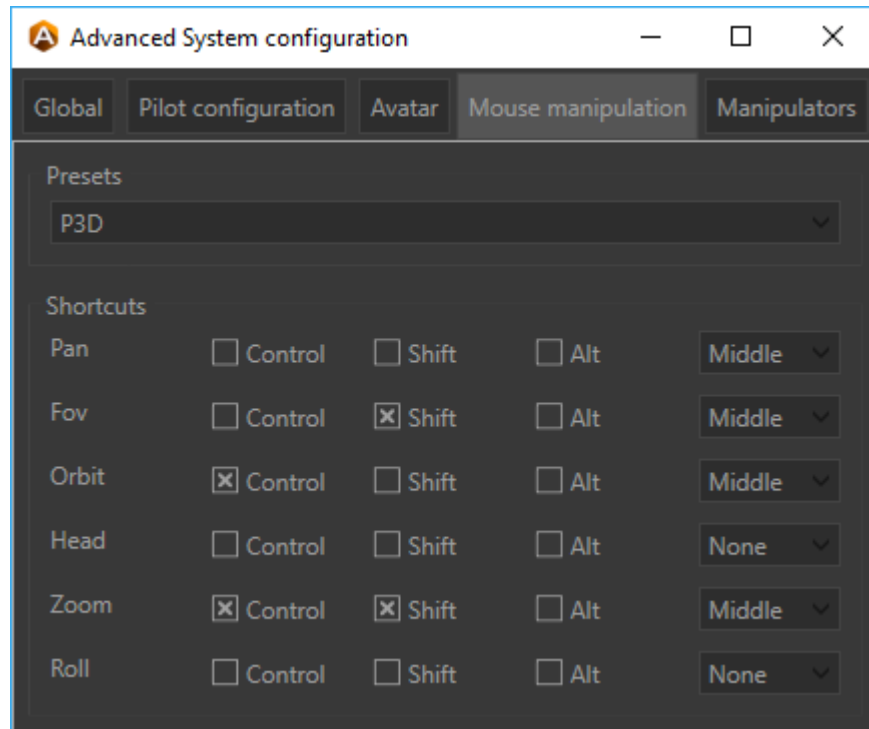 Advanced System configuration
Global Pilot configuration Avatar Mouse manipulation Manipulators
Presets
P3D
Shortcuts
Pan Control Shift Alt Middle
Fov Control Shift Alt Middle
Orbit Control Shift Alt Middle
Head Control Shift Alt None
Zoom Control Shift Alt Middle
Roll Control Shift Alt None